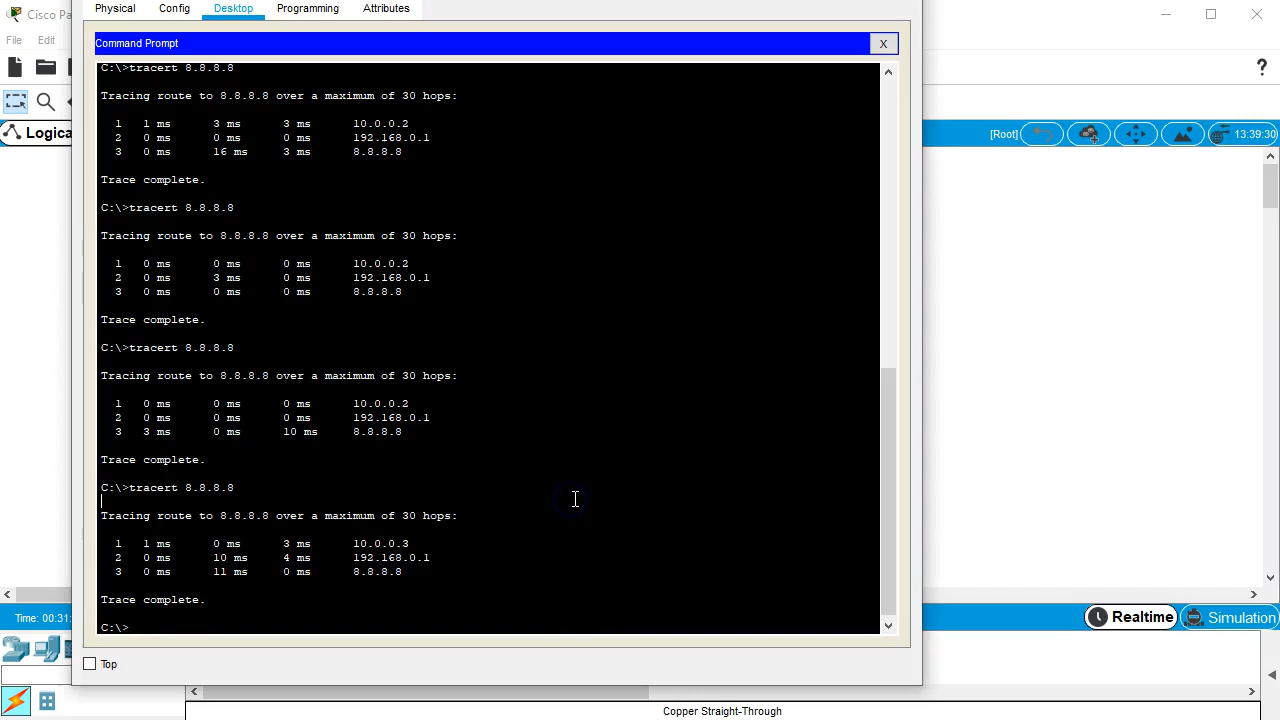 Cisco Pa
Physical Config Desktop Programming Attributes
File Edit
Command Prompt X
C:\>tracert 8.8.8.8
Tracing route to 8.8.8.8 over a maximum of 30 hops:
1 1 ms 3 ms 3 ms 10.0.0.2
2 0 ms 0 ms 0 ms 192.168.0.1
3 0 ms 16 ms 3 ms 8.8.8.8
Trace complete.
C:\>tracert 8.8.8.8
Tracing route to 8.8.8.8 over a maximum of 30 hops:
1 0 ms 0 ms 0 ms 10.0.0.2
2 0 ms 3 ms 0 ms 192.168.0.1
3 0 ms 0 ms 0 ms 8.8.8.8
Trace complete.
C:\>tracert 8.8.8.8
Tracing route to 8.8.8.8 over a maximum of 30 hops:
1 0 ms 0 ms 0 ms 10.0.0.2
2 0 ms 0 ms 0 ms 192.168.0.1
3 3 ms 0 ms 10 ms 8.8.8.8
Trace complete.
C:\>tracert 8.8.8.8
Tracing route to 8.8.8.8 over a maximum of 30 hops:
1 1 ms 0 ms 3 ms 10.0.0.3
2 0 ms 10 ms 4 ms 192.168.0.1
3 0 ms 11 ms 0 ms 8.8.8.8
Trace complete.
C:\>
Top
?
Logica
[Root] 13:39:30
Time: 00:31:
Realtime Simulation
Copper Straight-Through